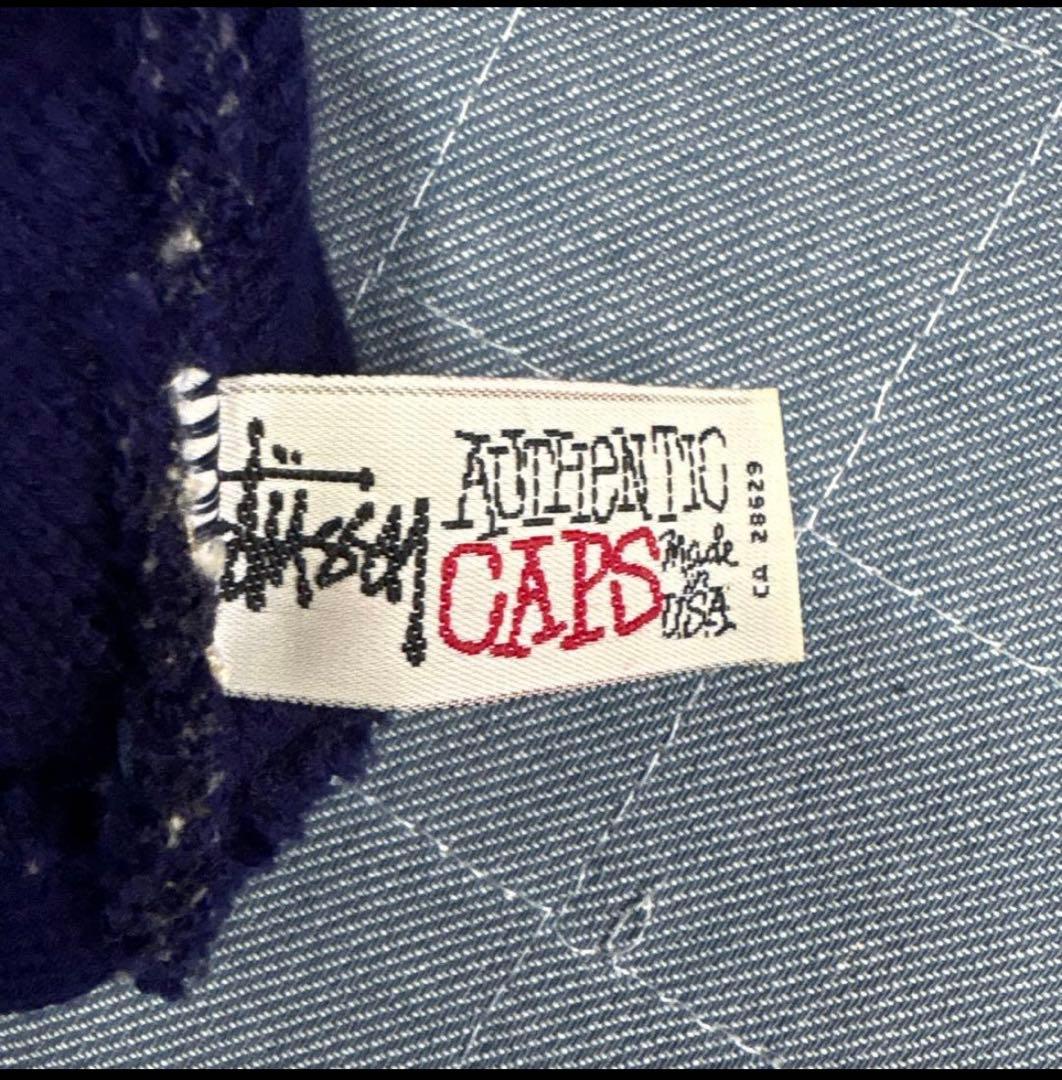 Stüssy
AUTHENTIC
CAPS
Made
in
USA
CA 28629